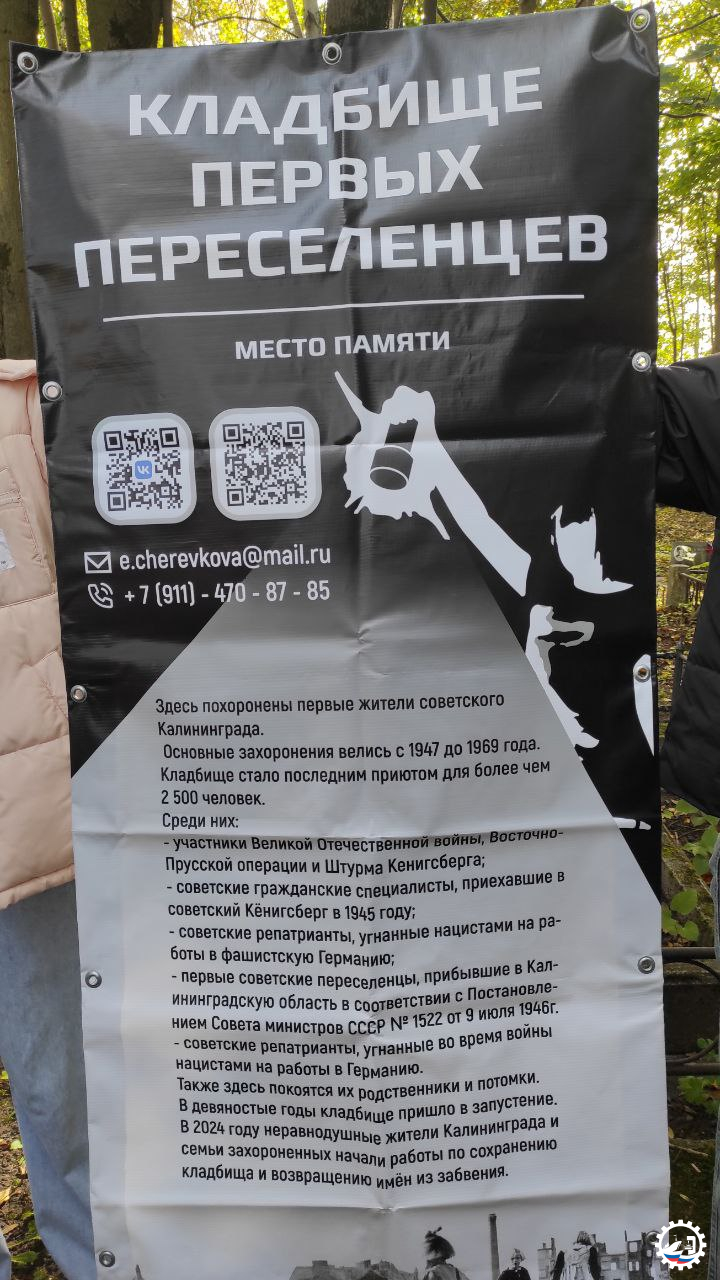 КЛАДБИЩЕ
ПЕРВЫХ
ПЕРЕСЕЛЕНЦЕВ
МЕСТО ПАМЯТИ
e.cherevkova@mail.ru
+ 7 (911) - 470 - 87 - 85
Здесь похоронены первые жители советского
Калининграда.
Основные захоронения велись с 1947 до 1969 года.
Кладбище стало последним приютом для более чем
2 500 человек.
Среди них:
- участники Великой Отечественной войны, Восточно-
Прусской операции и Штурма Кенигсберга;
- советские гражданские специалисты, приехавшие в
советский Кёнигсберг в 1945 году;
- советские репатрианты, угнанные нацистами на ра-
боты в фашистскую Германию;
- первые советские переселенцы, прибывшие в Кал-
ининградскую область в соответствии с Постановле-
нием Совета министров СССР № 1522 от 9 июля 1946г.
- советские репатрианты, угнанные во время войны
нацистами на работы в Германию.
Также здесь покоятся их родственники и потомки.
В девяностые годы кладбище пришло в запустение.
В 2024 году неравнодушные жители Калининграда и
семьи захороненных начали работы по сохранению
кладбища и возвращению имён из забвения.